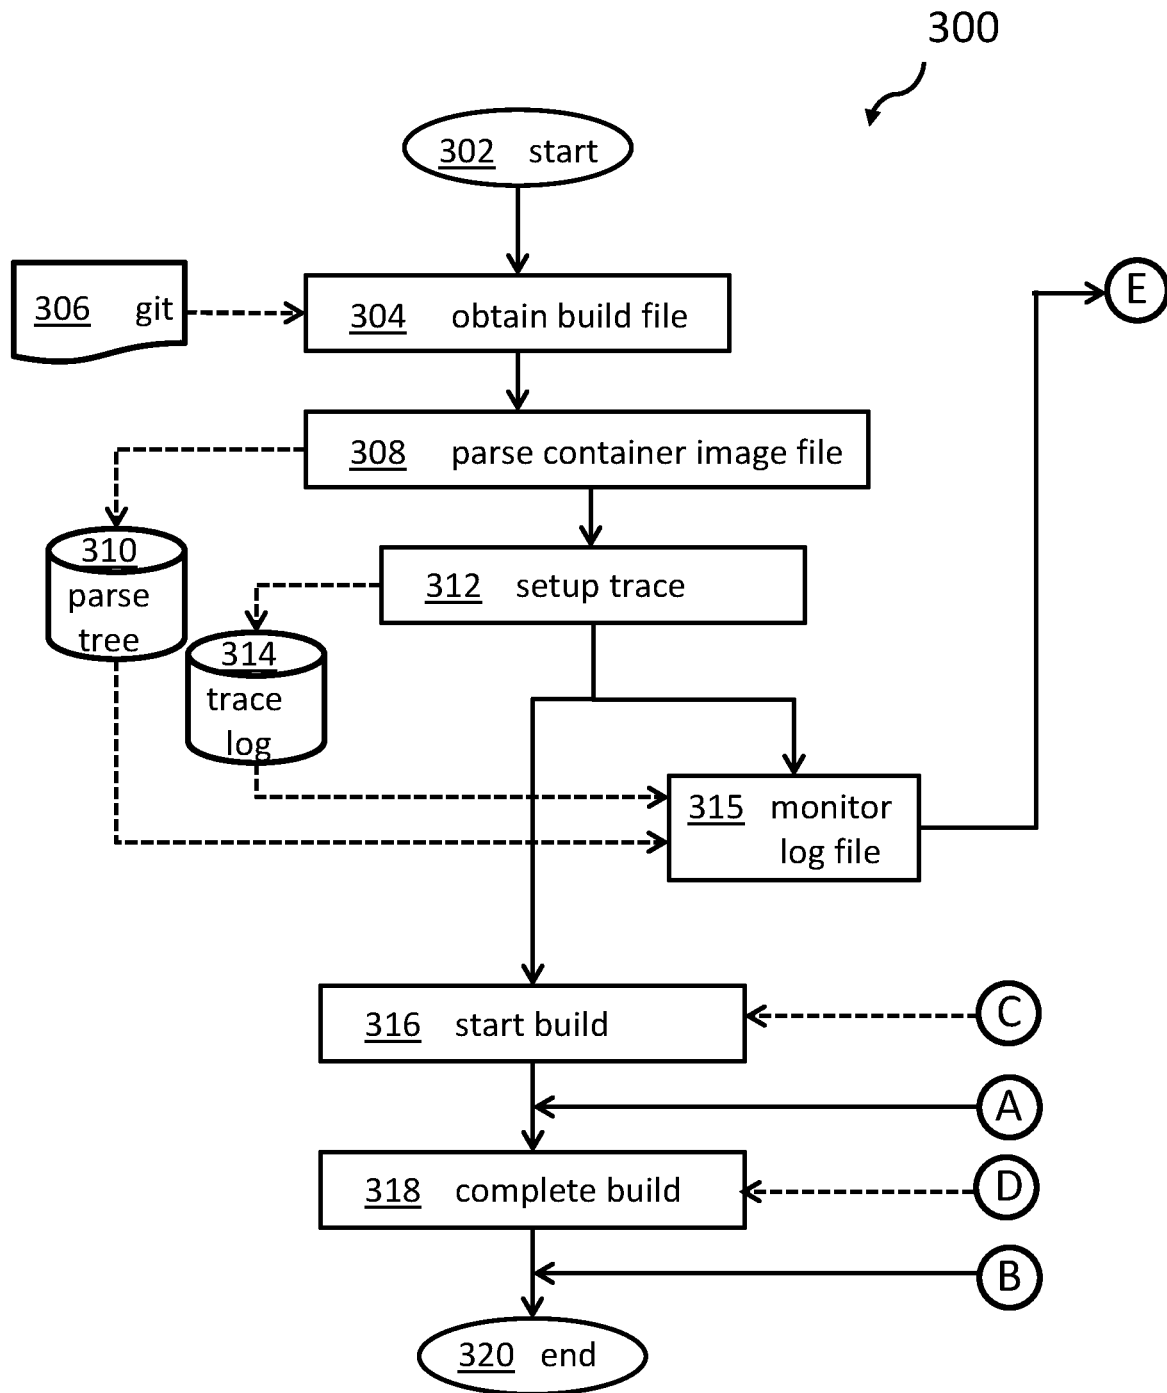 300
302 start
306 git
304 obtain build file
E
308 parse container image file
310
parse
tree
312 setup trace
314
trace
log
315 monitor
log file
316 start build
C
A
318 complete build
D
B
320 end